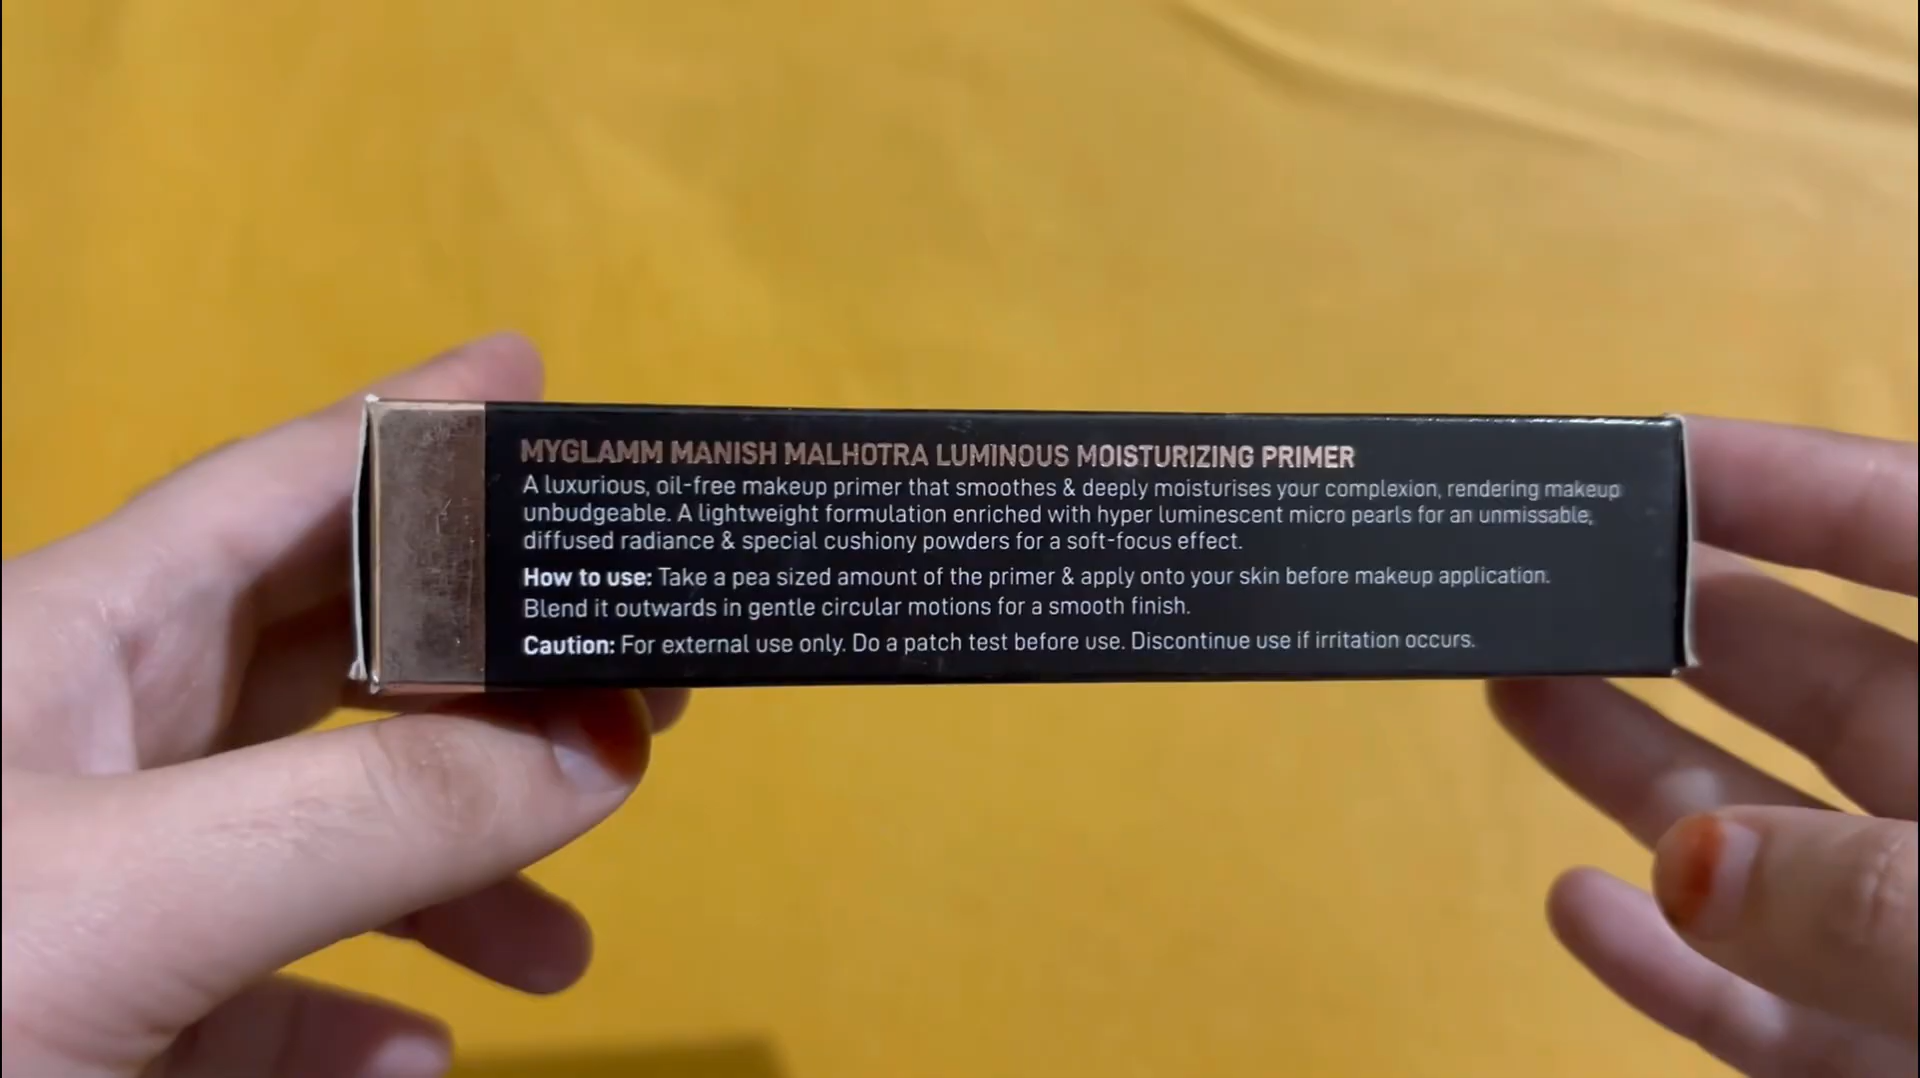 MYGLAMM MANISH MALHOTRA LUMINOUS MOISTURIZING PRIMER
A luxurious, oil-free makeup primer that smoothes & deeply moisturises your complexion, rendering makeup
unbudgeable. A lightweight formulation enriched with hyper luminescent micro pearls for an unmissable,
diffused radiance & special cushiony powders for a soft-focus effect.
How to use: Take a pea sized amount of the primer & apply onto your skin before makeup application.
Blend it outwards in gentle circular motions for a smooth finish.
Caution: For external use only. Do a patch test before use. Discontinue use if irritation occurs.